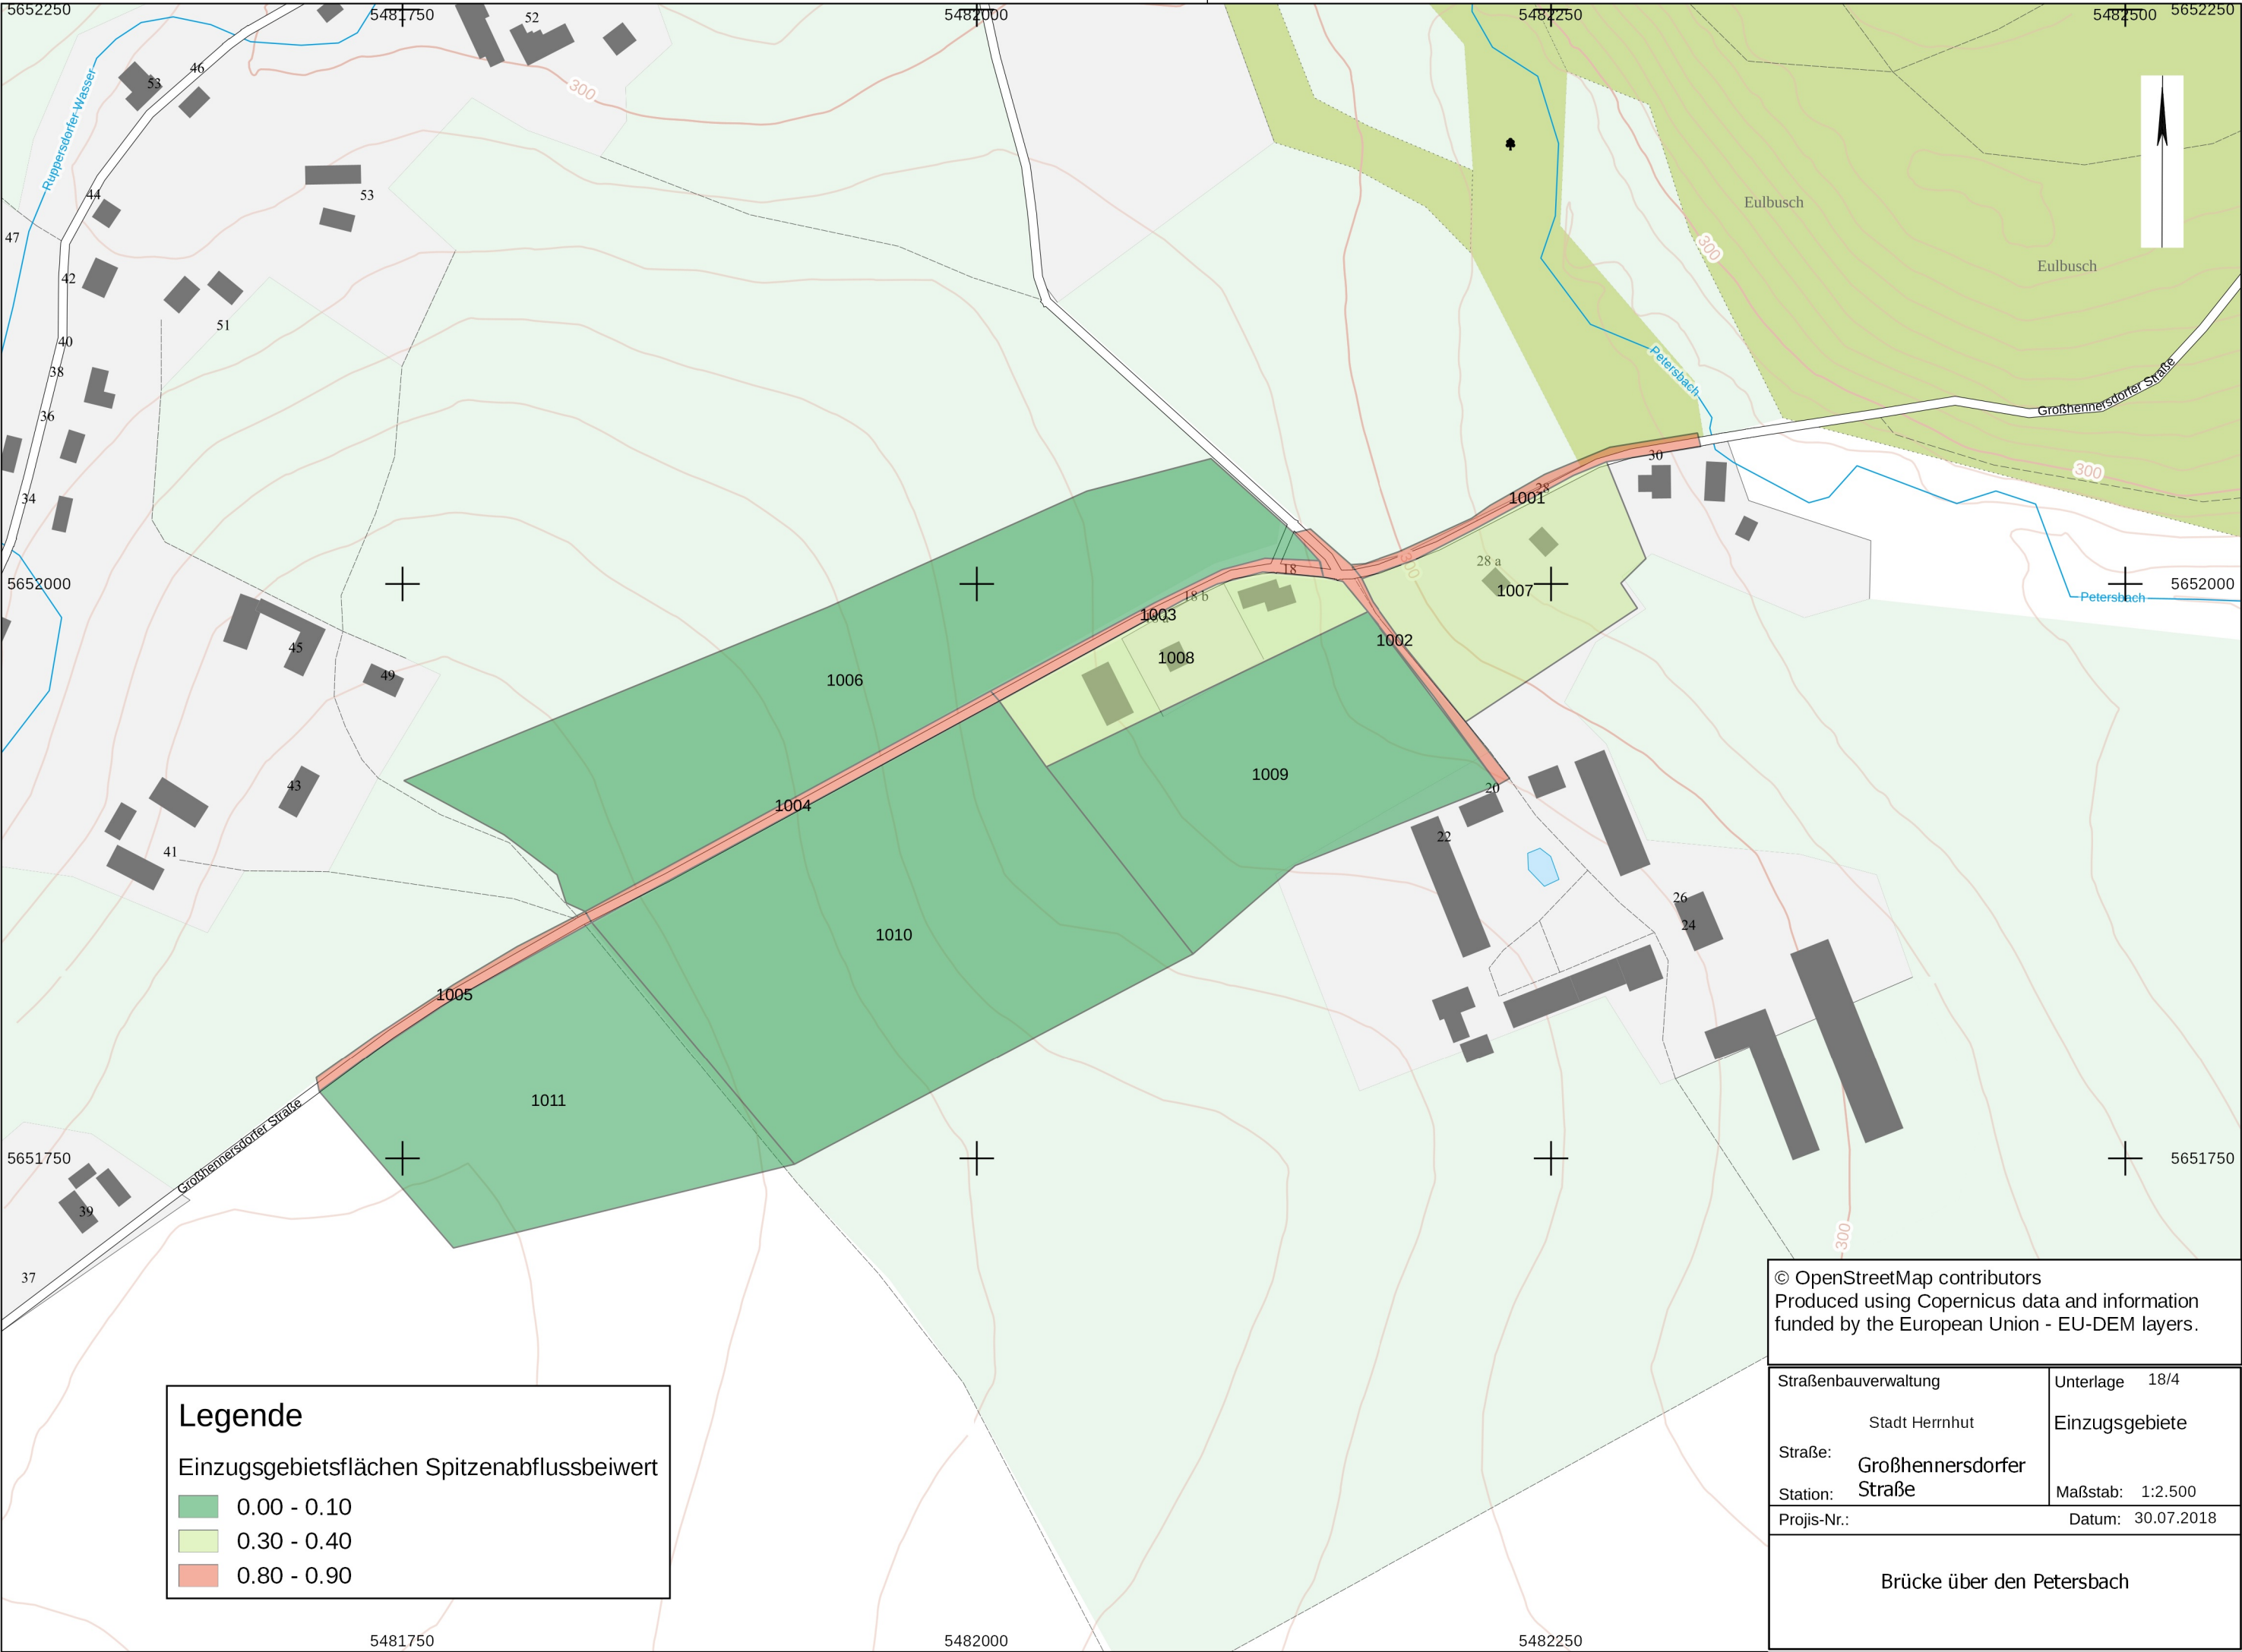 5652250
5481750
52
5482000
5482250
5482500
5652250
53
46
300
Ruppersdorfer Wasser
44
53
Eulbusch
47
300
Eulbusch
42
51
40
38
Petersbach
36
Großhennersdorfer Straße
30
300
34
28
1001
28 a
300
5652000
18
1007
5652000
18 b
Petersbach
1003
18 a
1002
45
1008
49
1006
1009
43
1004
20
22
41
26
24
1010
1005
1011
Großhennersdorfer Straße
5651750
5651750
39
300
37
© OpenStreetMap contributors
Produced using Copernicus data and information
funded by the European Union - EU-DEM layers.
Legende
Einzugsgebietsflächen Spitzenabflussbeiwert
0.00 - 0.10
0.30 - 0.40
0.80 - 0.90
Straßenbauverwaltung
Stadt Herrnhut
Straße:
Großhennersdorfer
Straße
Station:
Unterlage 18/4
Einzugsgebiete
Maßstab: 1:2.500
Projis-Nr.:
Datum: 30.07.2018
Brücke über den Petersbach
5481750
5482000
5482250